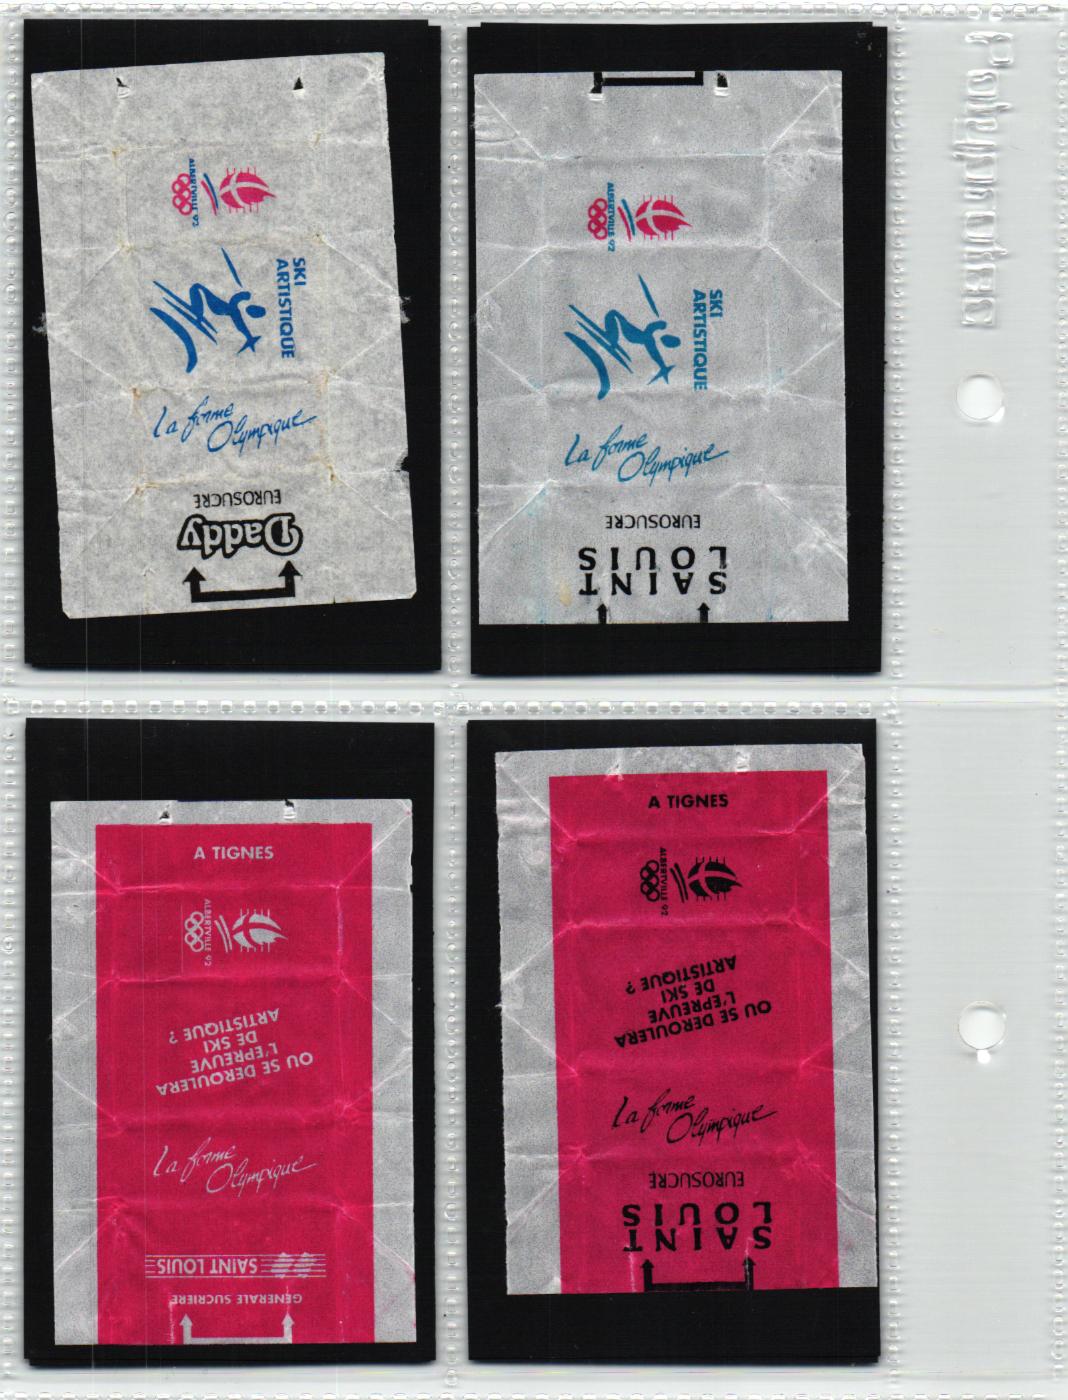 ALBERTVILLE 92
SKI
ARTISTIQUE
La forme
Olympique
EUROSUCRE
Daddy
ALBERTVILLE 92
SKI
ARTISTIQUE
La forme
Olympique
EUROSUCRE
SAINT
LOUIS
Polyphotes
A TIGNES
ALBERTVILLE 92
OU SE DEROULERA
L'EPREUVE
DE SKI
ARTISTIQUE ?
La forme
Olympique
SAINT LOUIS
GENERALE SUCRIERE
A TIGNES
ALBERTVILLE 92
OU SE DEROULERA
L'EPREUVE
DE SKI
ARTISTIQUE ?
La forme
Olympique
EUROSUCRE
SAINT
LOUIS